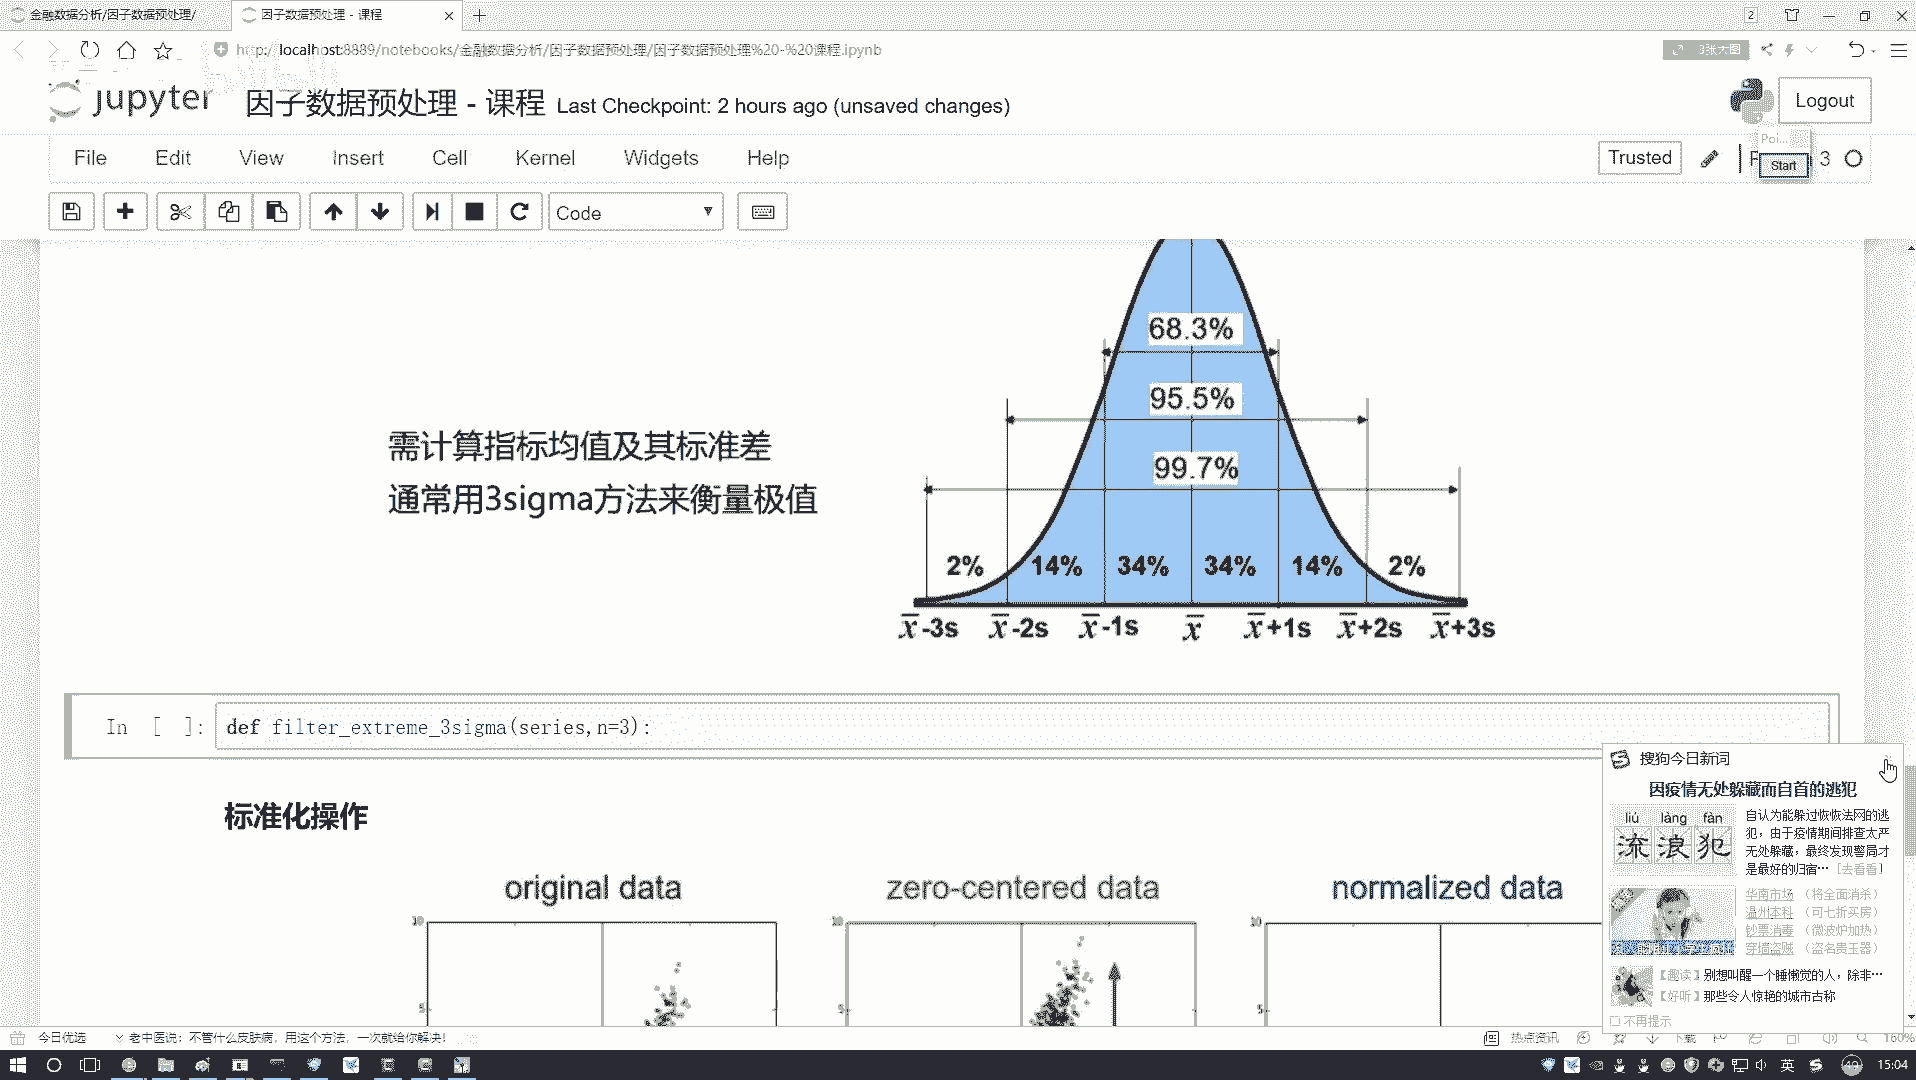 金融数据分析/因子数据预处理/
因子数据预处理 - 课程
2
http://localhost:8889/notebooks/金融数据分析/因子数据预处理/因子数据预处理%20-%20课程.ipynb
3张大图
jupyter
因子数据预处理 - 课程 Last Checkpoint: 2 hours ago (unsaved changes)
Logout
File Edit View Insert Cell Kernel Widgets Help
Trusted
Poi...
Start
3
Code
68.3%
95.5%
99.7%
需计算指标均值及其标准差
通常用3sigma方法来衡量极值
2% 14% 34% 34% 14% 2%
x̅-3s x̅-2s x̅-1s x̅ x̅+1s x̅+2s x̅+3s
In [ ]: def filter_extreme_3sigma(series,n=3):
标准化操作
original data zero-centered data normalized data
10 10 10
5 5 5
搜狗今日新词
因疫情无处躲藏而自首的逃犯
liú làng fàn
流浪犯
自认为能躲过恢恢法网的逃
犯，由于疫情期间排查太严
无处躲藏，最终发现警局才
是最好的归宿… [去看看]
华南市场 （将全面消杀）
温州本科 （可七折买房）
钞票消毒 （微波炉加热）
穿墙盗贼 （盗名贵玉器）
【趣读】别想叫醒一个睡懒觉的人，除非…
【好听】那些令人惊艳的城市古称
不再提示
今日优选
老中医说：不管什么皮肤病，用这个方法，一次就给你解决！
热点资讯
下载
160%
英
49
15:04